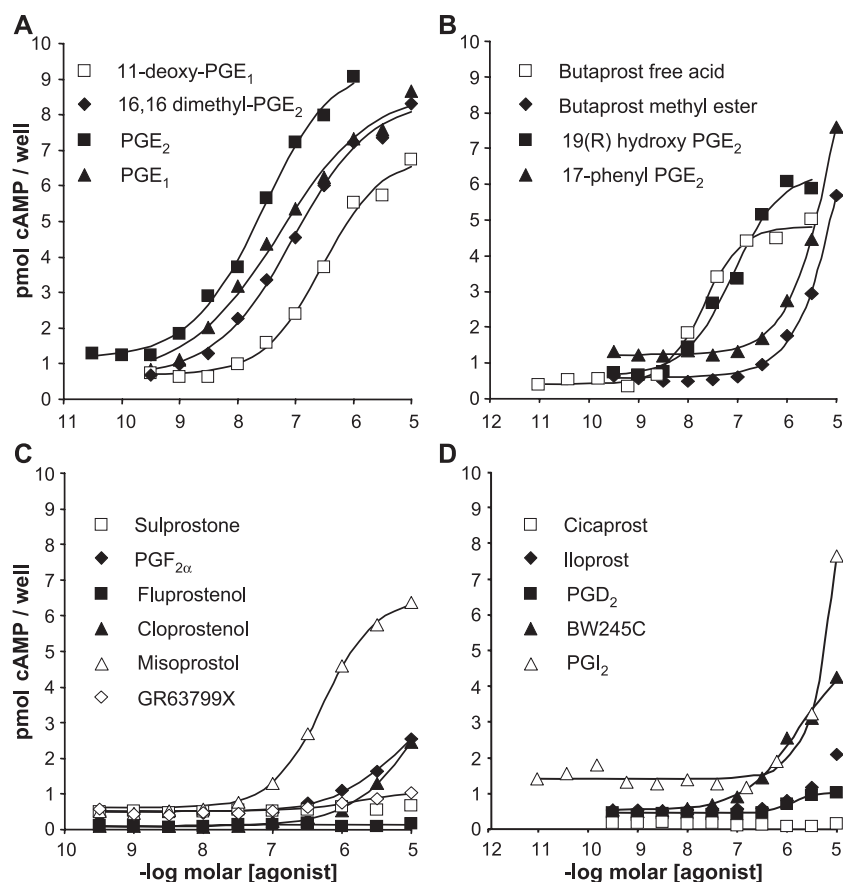 A
10
9
8
7
6
5
4
3
2
1
0
pmol cAMP / well
11-deoxy-PGE₁
16,16 dimethyl-PGE₂
PGE₂
PGE₁
11 10 9 8 7 6 5
B
10
9
8
7
6
5
4
3
2
1
0
Butaprost free acid
Butaprost methyl ester
19(R) hydroxy PGE₂
17-phenyl PGE₂
12 11 10 9 8 7 6 5
C
10
9
8
7
6
5
4
3
2
1
0
pmol cAMP / well
Sulprostone
PGF₂α
Fluprostenol
Cloprostenol
Misoprostol
GR63799X
10 9 8 7 6 5
-log molar [agonist]
D
10
9
8
7
6
5
4
3
2
1
0
Cicaprost
Iloprost
PGD₂
BW245C
PGI₂
12 11 10 9 8 7 6 5
-log molar [agonist]